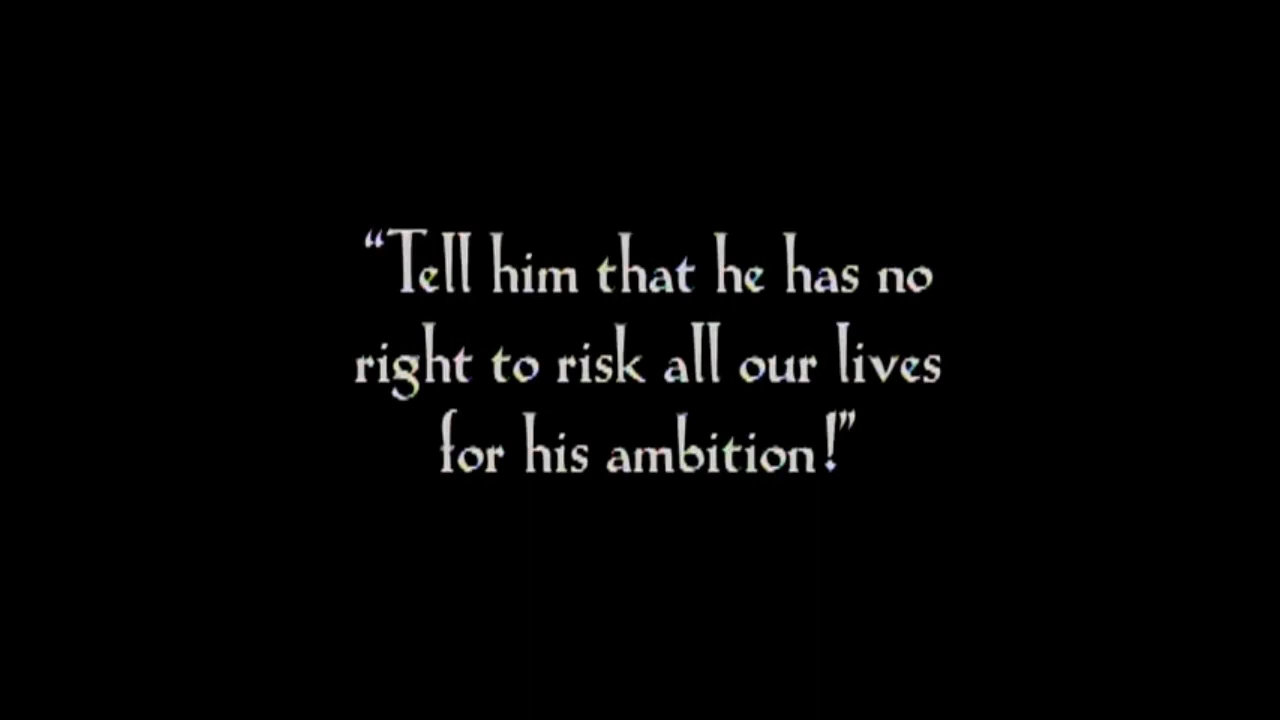 “Tell him that he has no
right to risk all our lives
for his ambition!”